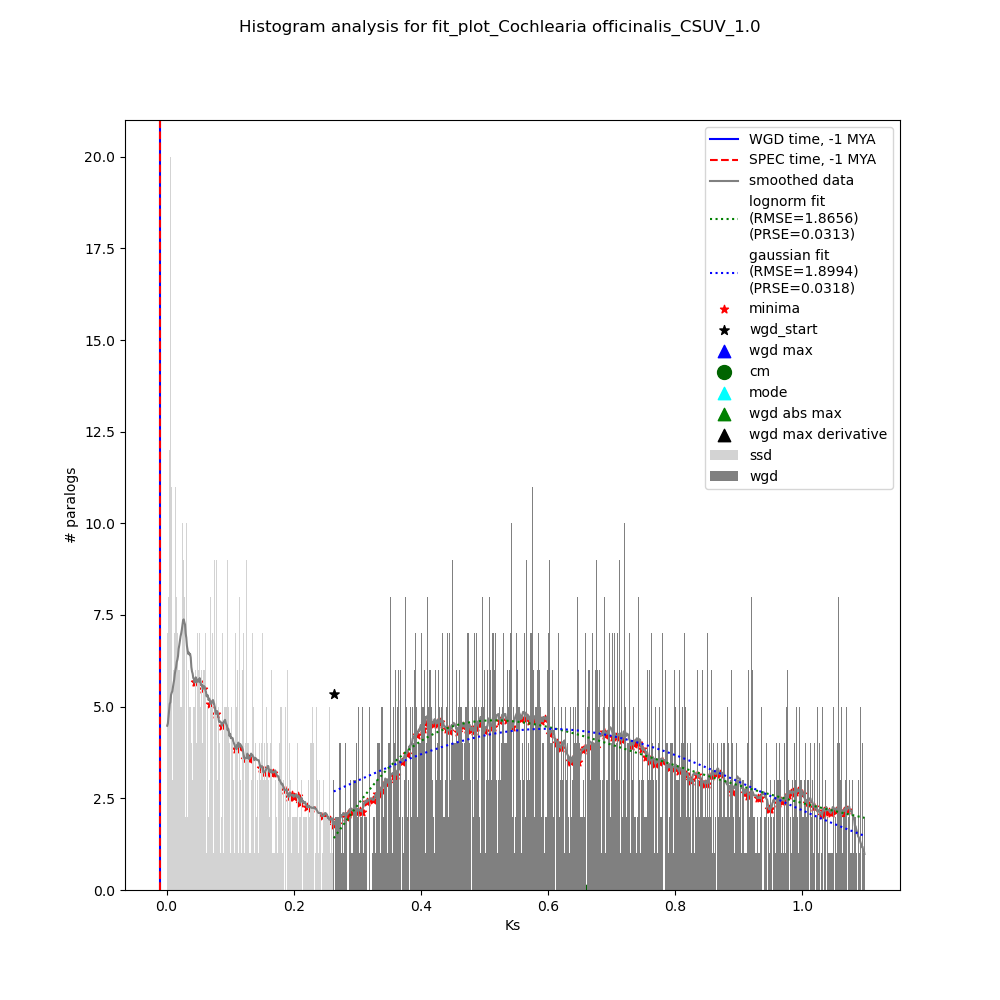 Histogram analysis for fit_plot_Cochlearia officinalis_CSUV_1.0
WGD time, -1 MYA
SPEC time, -1 MYA
smoothed data
lognorm fit
(RMSE=1.8656)
(PRSE=0.0313)
gaussian fit
(RMSE=1.8994)
(PRSE=0.0318)
minima
wgd_start
wgd max
cm
mode
wgd abs max
wgd max derivative
ssd
wgd
# paralogs
20.0
17.5
15.0
12.5
10.0
7.5
5.0
2.5
0.0
0.0 0.2 0.4 0.6 0.8 1.0
Ks